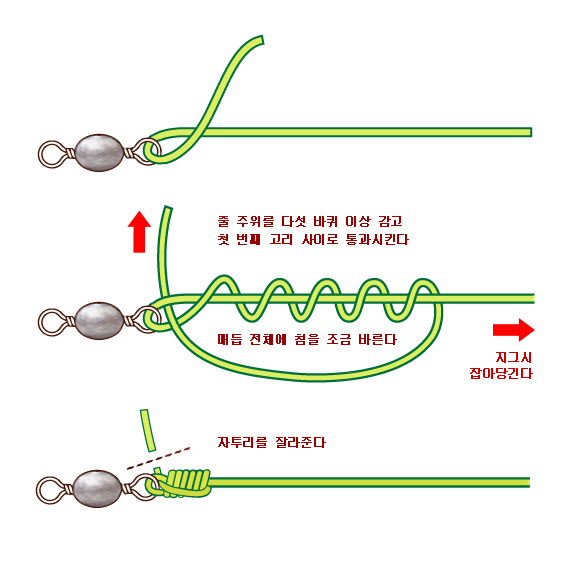 줄 주위를 다섯 바퀴 이상 감고
첫 번째 고리 사이로 통과시킨다
매듭 전체에 침을 조금 바른다
지그시
잡아당긴다
자투리를 잘라준다